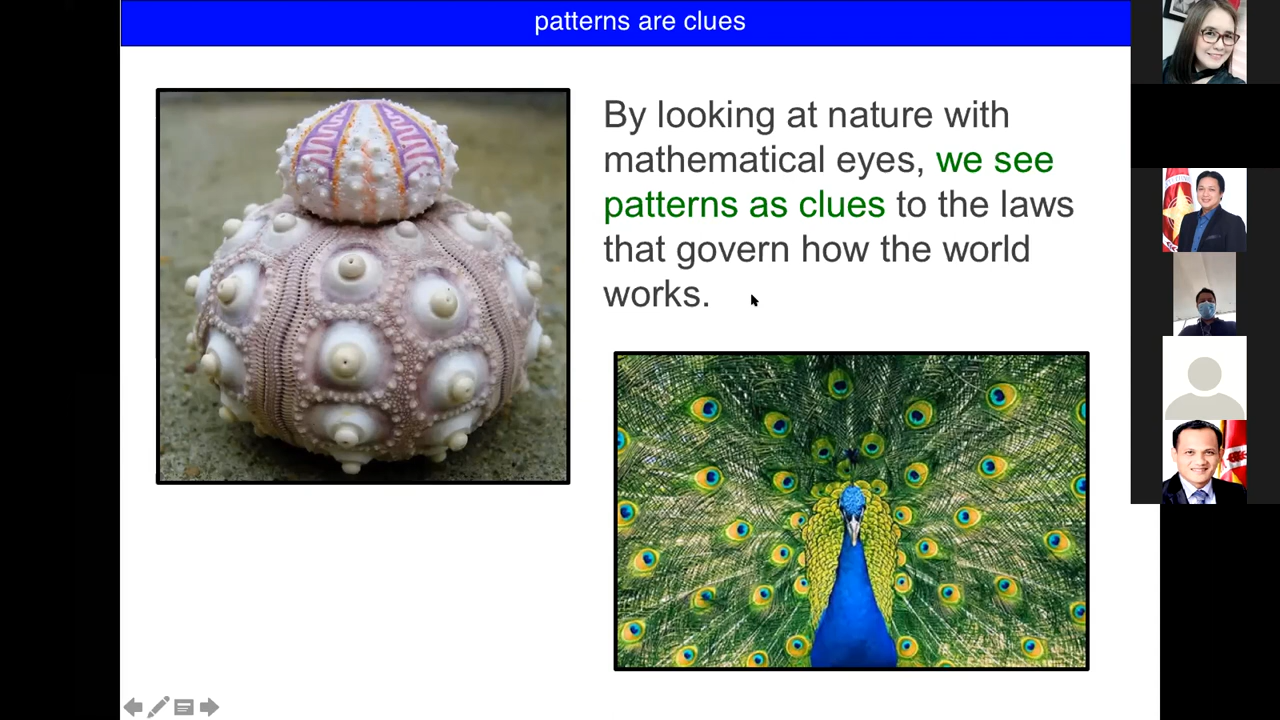 patterns are clues
By looking at nature with
mathematical eyes, we see
patterns as clues to the laws
that govern how the world
works.